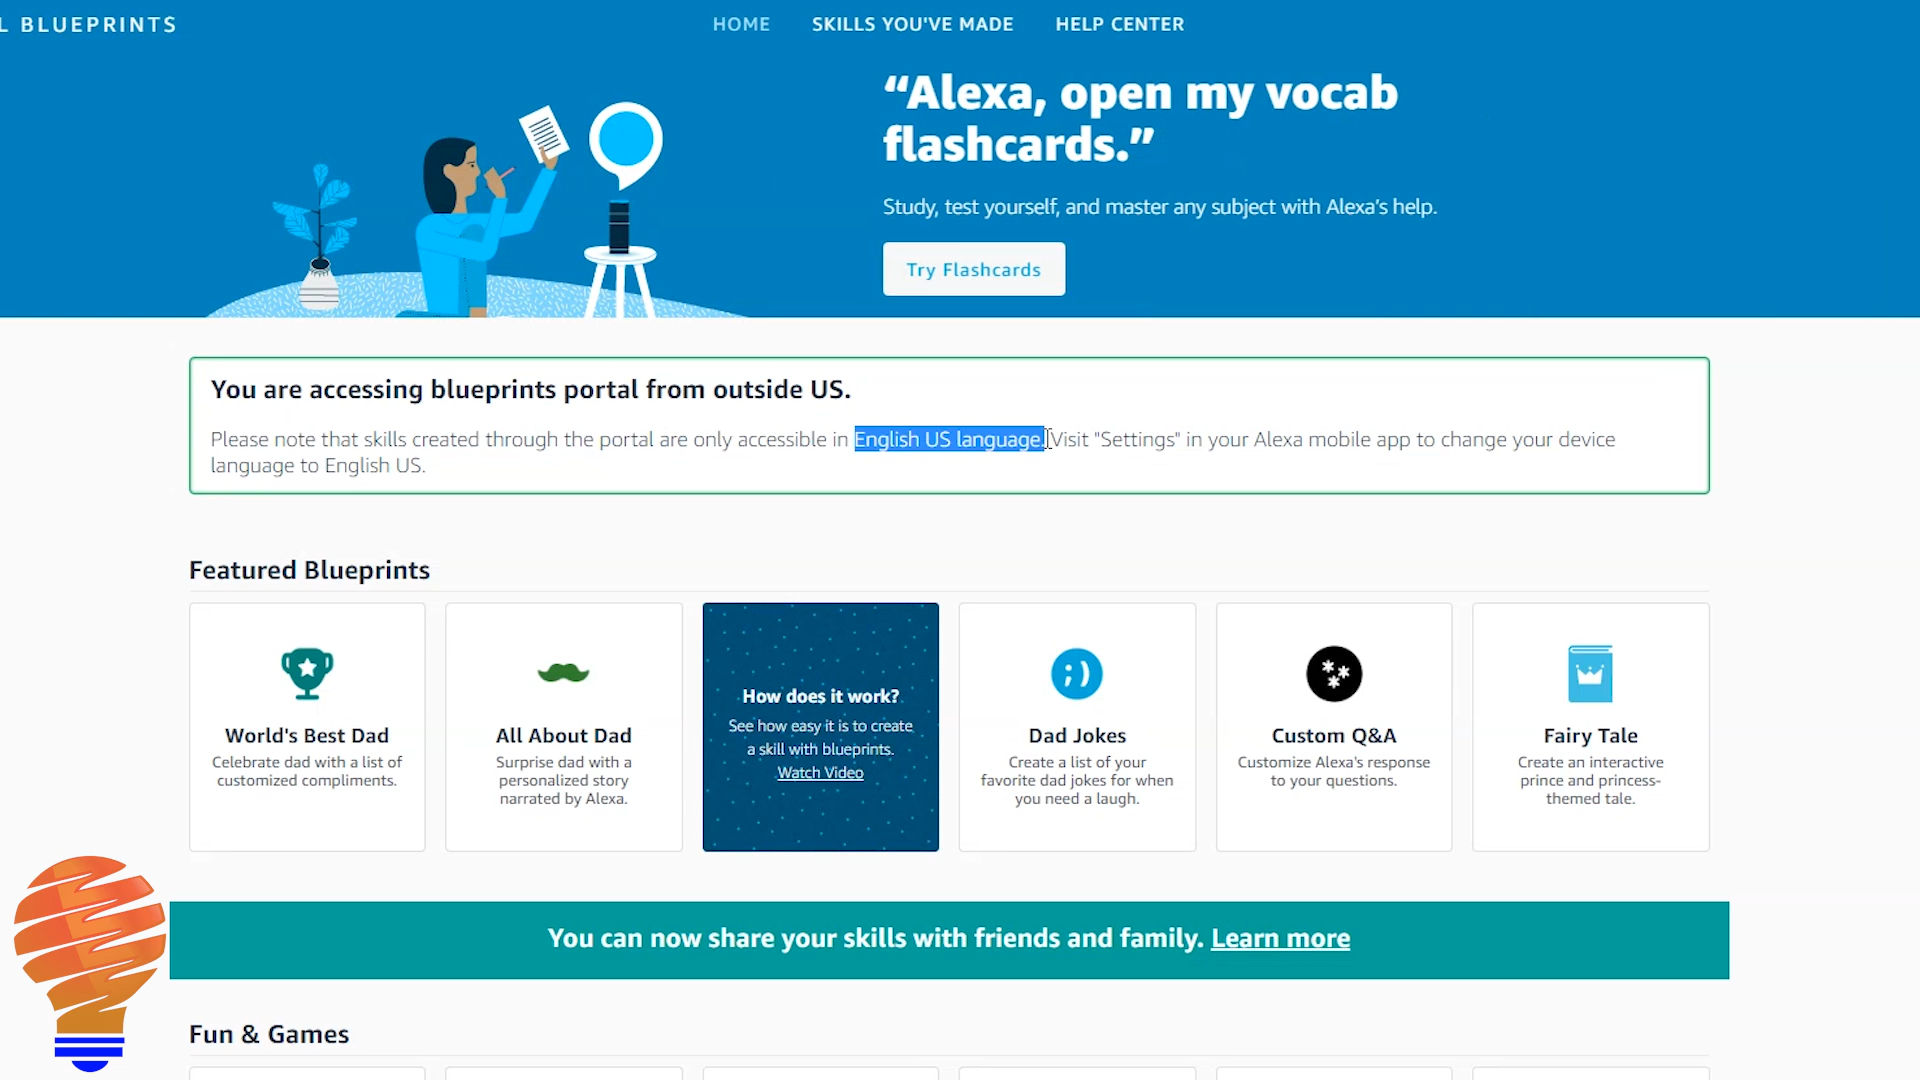 L BLUEPRINTS
HOME
SKILLS YOU'VE MADE
HELP CENTER
“Alexa, open my vocab
flashcards.”
Study, test yourself, and master any subject with Alexa's help.
Try Flashcards
You are accessing blueprints portal from outside US.
Please note that skills created through the portal are only accessible in English US language. Visit "Settings" in your Alexa mobile app to change your device
language to English US.
Featured Blueprints
World's Best Dad
Celebrate dad with a list of
customized compliments.
All About Dad
Surprise dad with a
personalized story
narrated by Alexa.
How does it work?
See how easy it is to create
a skill with blueprints.
Watch Video
Dad Jokes
Create a list of your
favorite dad jokes for when
you need a laugh.
Custom Q&A
Customize Alexa's response
to your questions.
Fairy Tale
Create an interactive
prince and princess-
themed tale.
You can now share your skills with friends and family. Learn more
Fun & Games